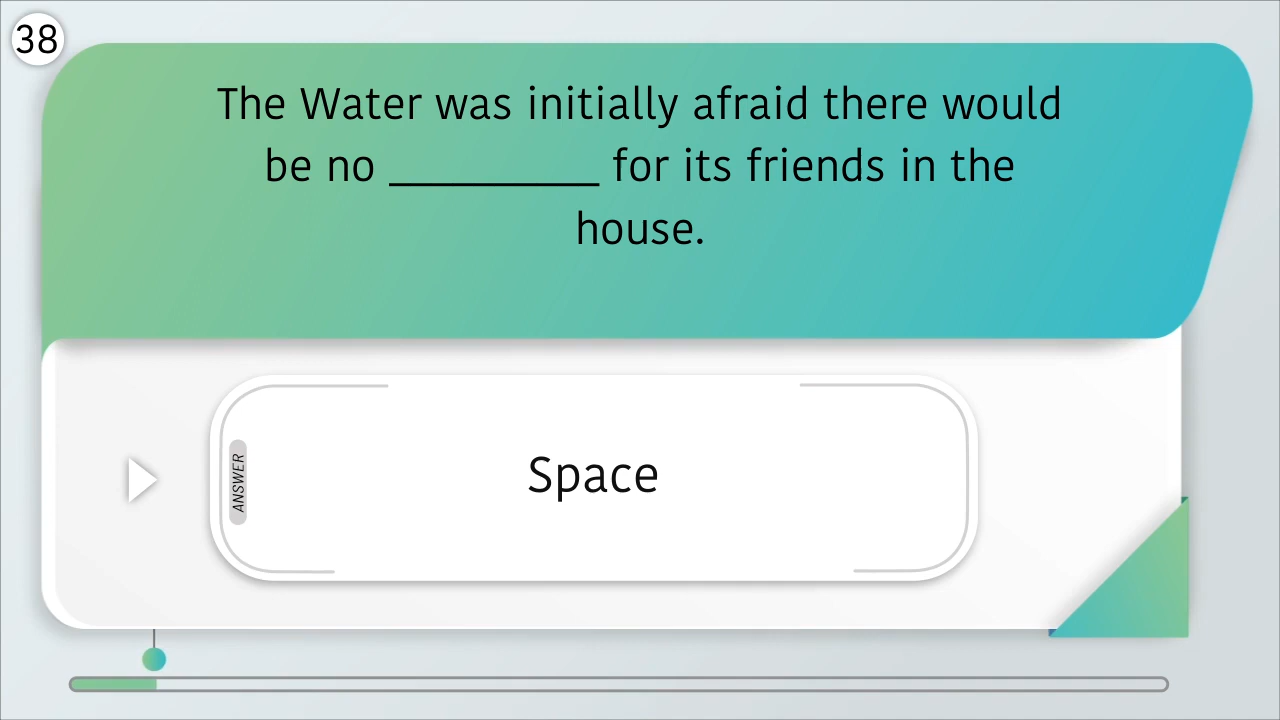 38
The Water was initially afraid there would
be no __________ for its friends in the
house.
ANSWER
Space